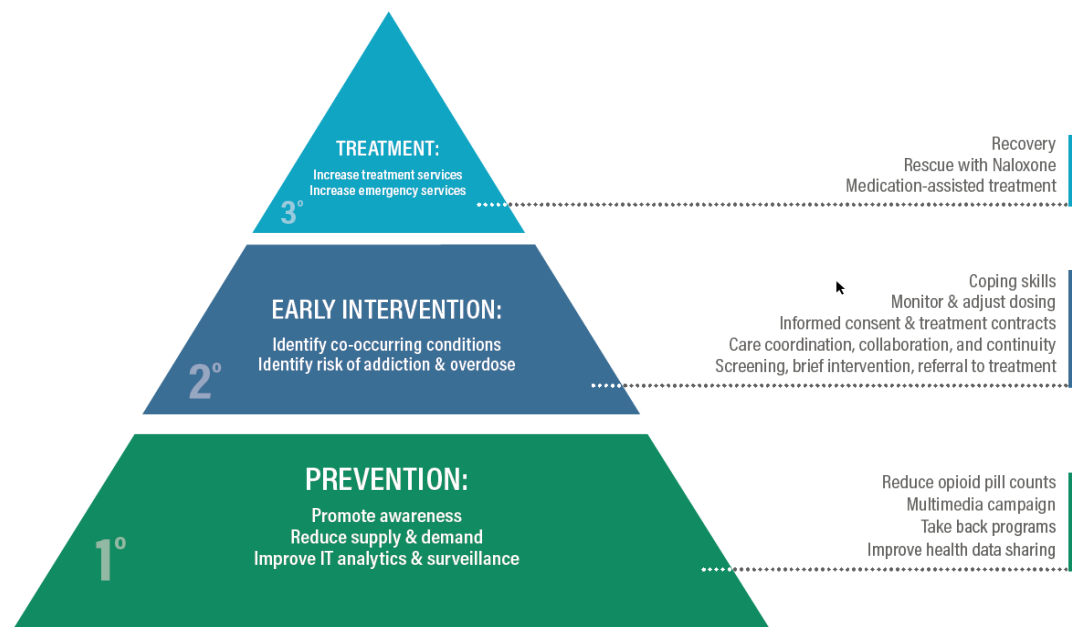 TREATMENT:
Increase treatment services
Increase emergency services
3º
Recovery
Rescue with Naloxone
Medication-assisted treatment
EARLY INTERVENTION:
Identify co-occurring conditions
Identify risk of addiction & overdose
2º
Coping skills
Monitor & adjust dosing
Informed consent & treatment contracts
Care coordination, collaboration, and continuity
Screening, brief intervention, referral to treatment
PREVENTION:
Promote awareness
Reduce supply & demand
Improve IT analytics & surveillance
1º
Reduce opioid pill counts
Multimedia campaign
Take back programs
Improve health data sharing